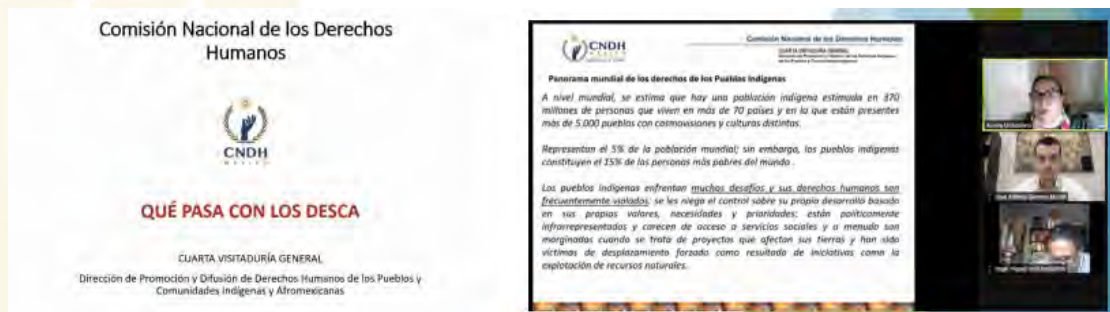 Comisión Nacional de los Derechos
Humanos
CNDH
MÉXICO
QUÉ PASA CON LOS DESCA
CUARTA VISITADURÍA GENERAL
Dirección de Promoción y Difusión de Derechos Humanos de los Pueblos y
Comunidades Indígenas y Afromexicanas
CNDH
MÉXICO
Comisión Nacional de los Derechos Humanos
CUARTA VISITADURÍA GENERAL
Panorama mundial de los derechos de los Pueblos Indígenas
A nivel mundial, se estima que hay una población indígena estimada en 370
millones de personas que viven en más de 70 países y en la que están presentes
más de 5,000 pueblos con cosmovisiones y culturas distintas.
Representan el 5% de la población mundial; sin embargo, los pueblos indígenas
constituyen el 15% de las personas más pobres del mundo .
Los pueblos indígenas enfrentan muchos desafíos y sus derechos humanos son
frecuentemente violados: se les niega el control sobre su propio desarrollo basado
en sus propios valores, necesidades y prioridades; están políticamente
infrarrepresentados y carecen de acceso a servicios sociales y a menudo son
marginados cuando se trata de proyectos que afectan sus tierras y han sido
víctimas de desplazamiento forzado como resultado de iniciativas como la
explotación de recursos naturales.